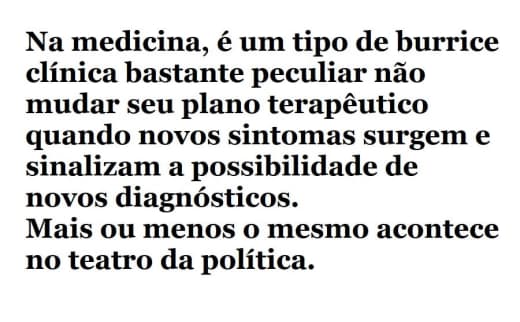 Na medicina, é um tipo de burrice
clínica bastante peculiar não
mudar seu plano terapêutico
quando novos sintomas surgem e
sinalizam a possibilidade de
novos diagnósticos.
Mais ou menos o mesmo acontece
no teatro da política.